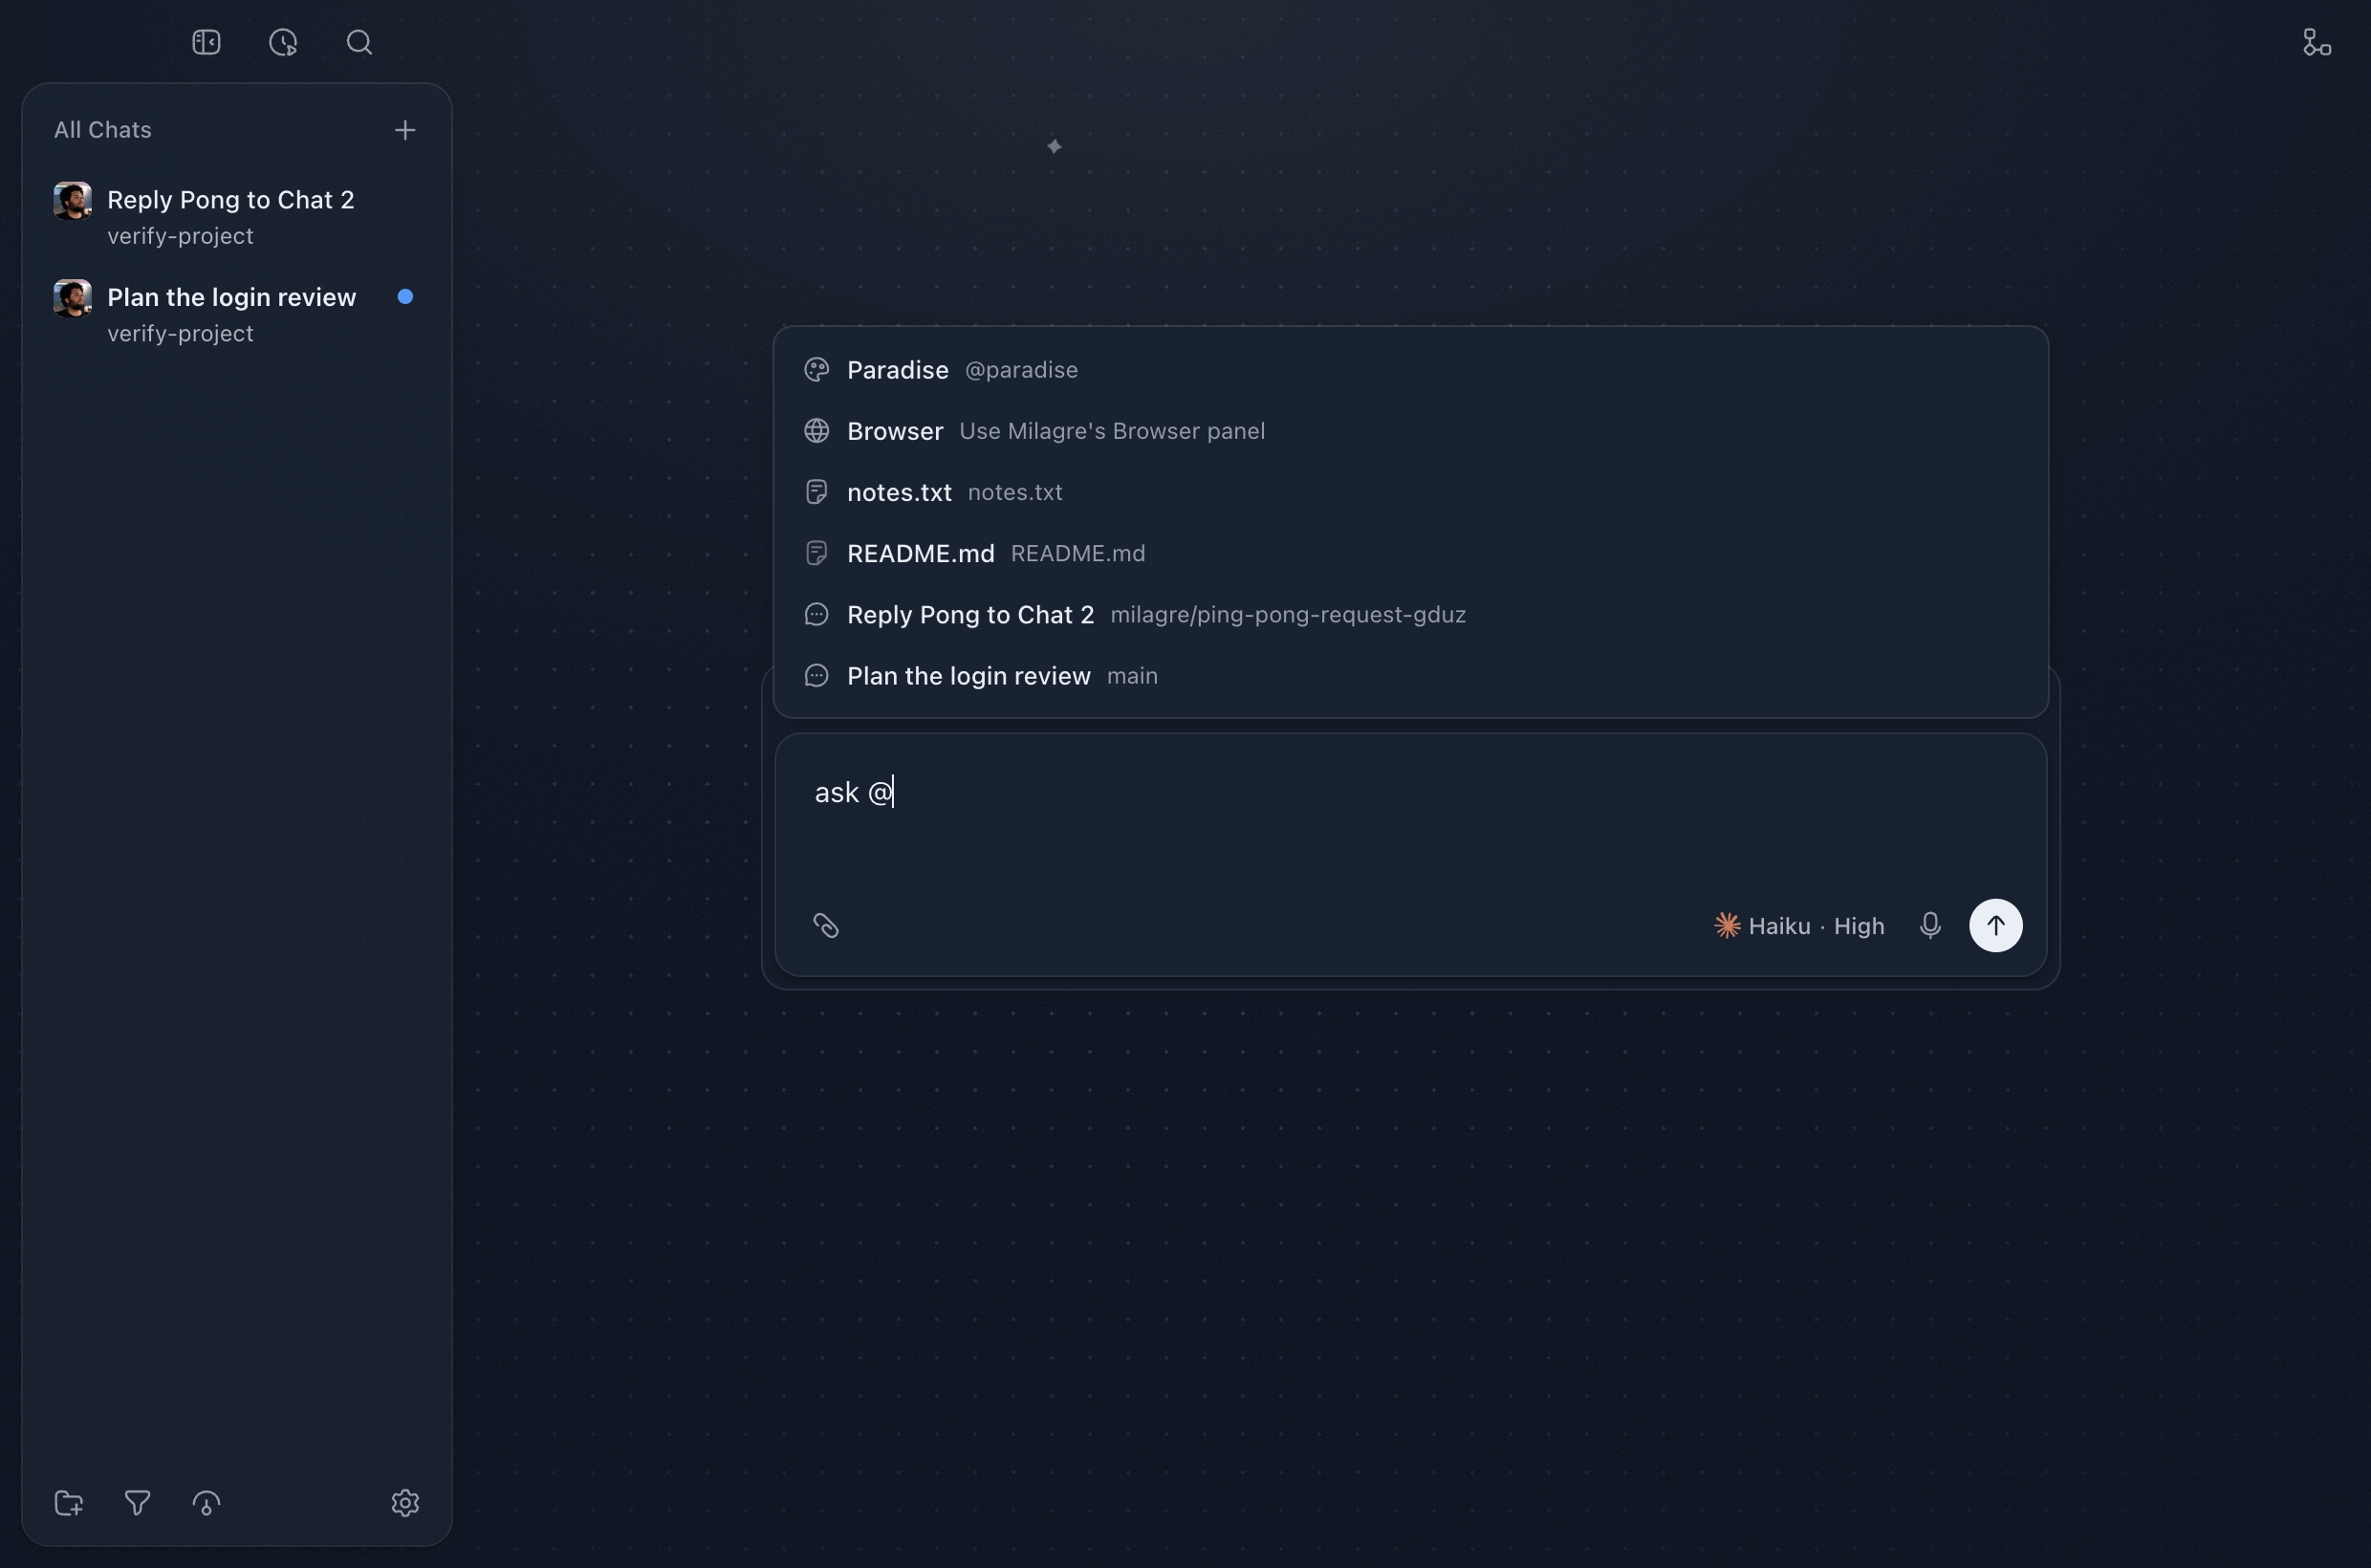 All Chats
Reply Pong to Chat 2
verify-project
Plan the login review
verify-project
Paradise @paradise
Browser Use Milagre's Browser panel
notes.txt notes.txt
README.md README.md
Reply Pong to Chat 2 milagre/ping-pong-request-gduz
Plan the login review main
ask @
Haiku · High